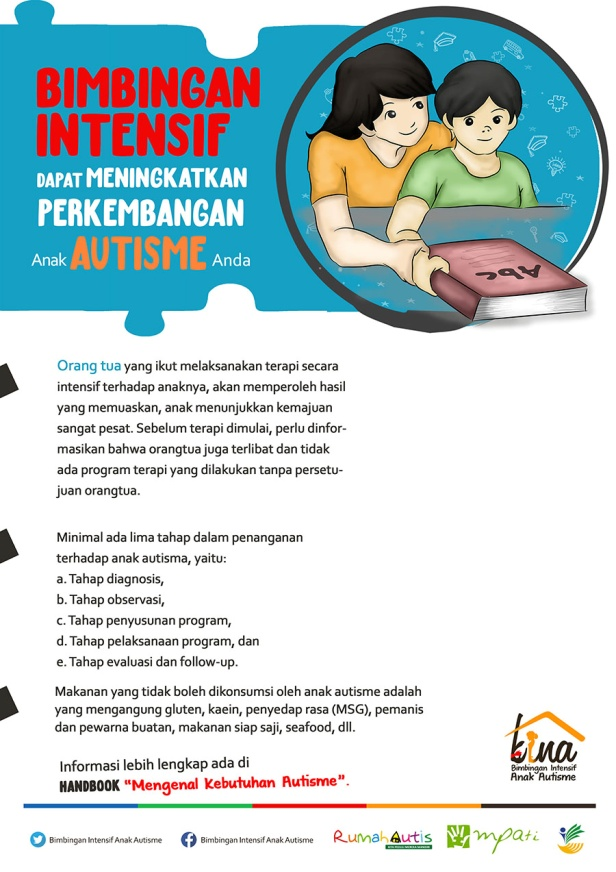 BIMBINGAN
INTENSIF
DAPAT MENINGKATKAN
PERKEMBANGAN
Anak AUTISME Anda
Abc
Orang tua yang ikut melaksanakan terapi secara
intensif terhadap anaknya, akan memperoleh hasil
yang memuaskan, anak menunjukkan kemajuan
sangat pesat. Sebelum terapi dimulai, perlu dinfor-
masikan bahwa orangtua juga terlibat dan tidak
ada program terapi yang dilakukan tanpa persetu-
juan orangtua.
Minimal ada lima tahap dalam penanganan
terhadap anak autisma, yaitu:
a. Tahap diagnosis,
b. Tahap observasi,
c. Tahap penyusunan program,
d. Tahap pelaksanaan program, dan
e. Tahap evaluasi dan follow-up.
Makanan yang tidak boleh dikonsumsi oleh anak autisme adalah
yang mengangung gluten, kaein, penyedap rasa (MSG), pemanis
dan pewarna buatan, makanan siap saji, seafood, dll.
Informasi lebih lengkap ada di
HANDBOOK "Mengenal Kebutuhan Autisme".
bina
Bimbingan Intensif
Anak Autisme
Bimbingan Intensif Anak Autisme
Bimbingan Intensif Anak Autisme
RumahAutis
mpati